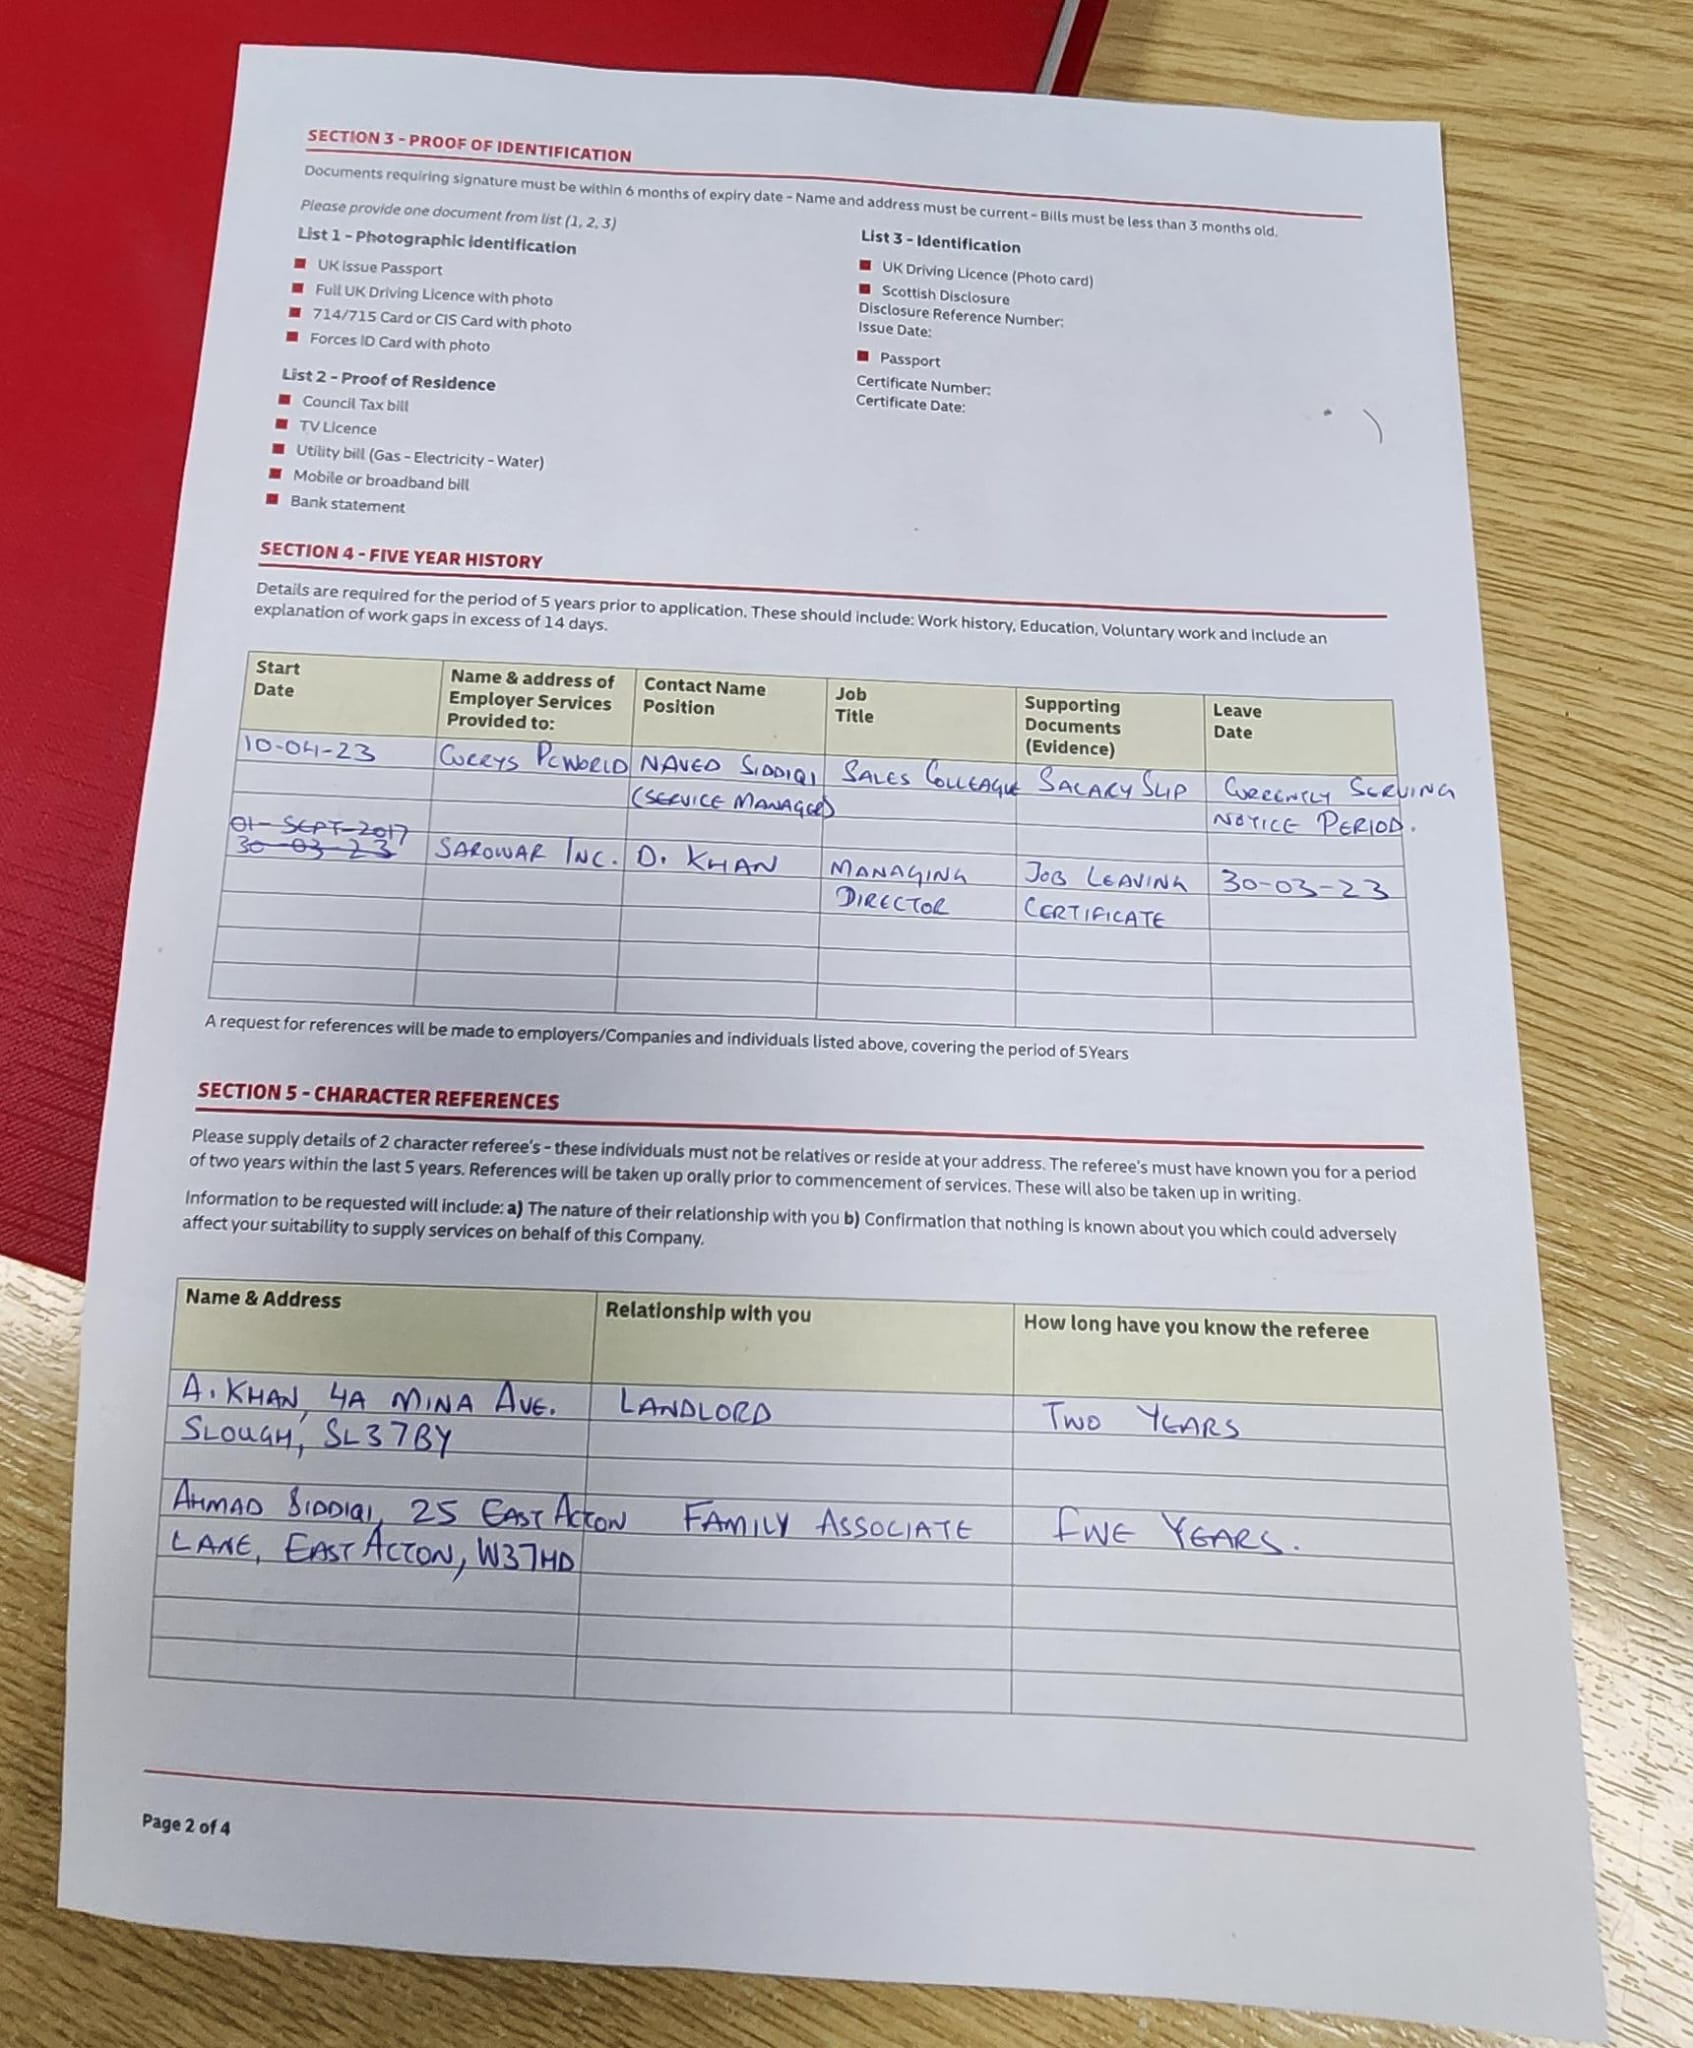 SECTION 3 - PROOF OF IDENTIFICATION
Documents requiring signature must be within 6 months of expiry date - Name and address must be current - Bills must be less than 3 months old.
Please provide one document from list (1, 2, 3)
List 1 - Photographic identification
UK issue Passport
Full UK Driving Licence with photo
714/715 Card or CIS Card with photo
Forces ID Card with photo
List 2 - Proof of Residence
Council Tax bill
TV Licence
Utility bill (Gas - Electricity - Water)
Mobile or broadband bill
Bank statement
List 3 - Identification
UK Driving Licence (Photo card)
Scottish Disclosure
Disclosure Reference Number:
Issue Date:
Passport
Certificate Number:
Certificate Date:
SECTION 4 - FIVE YEAR HISTORY
Details are required for the period of 5 years prior to application. These should include: Work history, Education, Voluntary work and include an
explanation of work gaps in excess of 14 days.
Start Date
Name & address of Employer Services Provided to:
Contact Name Position
Job Title
Supporting Documents (Evidence)
Leave Date
10-04-23 CURRYS PCWORLD NAVED SIDDIQI SALES COLLEAGUE SALARY SLIP CURRENTLY SERVING
(SERVICE MANAGER) NOTICE PERIOD.
01-SEPT-2017
30-03-23 SAROWAR INC. D. KHAN MANAGING JOB LEAVING 30-03-23
DIRECTOR CERTIFICATE
A request for references will be made to employers/Companies and individuals listed above, covering the period of 5Years
SECTION 5 - CHARACTER REFERENCES
Please supply details of 2 character referee's - these individuals must not be relatives or reside at your address. The referee's must have known you for a period
of two years within the last 5 years. References will be taken up orally prior to commencement of services. These will also be taken up in writing.
Information to be requested will include: a) The nature of their relationship with you b) Confirmation that nothing is known about you which could adversely
affect your suitability to supply services on behalf of this Company.
Name & Address Relationship with you How long have you know the referee
A. KHAN, 4A MINA AVE. LANDLORD TWO YEARS
SLOUGH, SL37BY
AHMAD SIDDIQI, 25 EAST ACTON FAMILY ASSOCIATE FIVE YEARS.
LANE, EAST ACTON, W37HD
Page 2 of 4